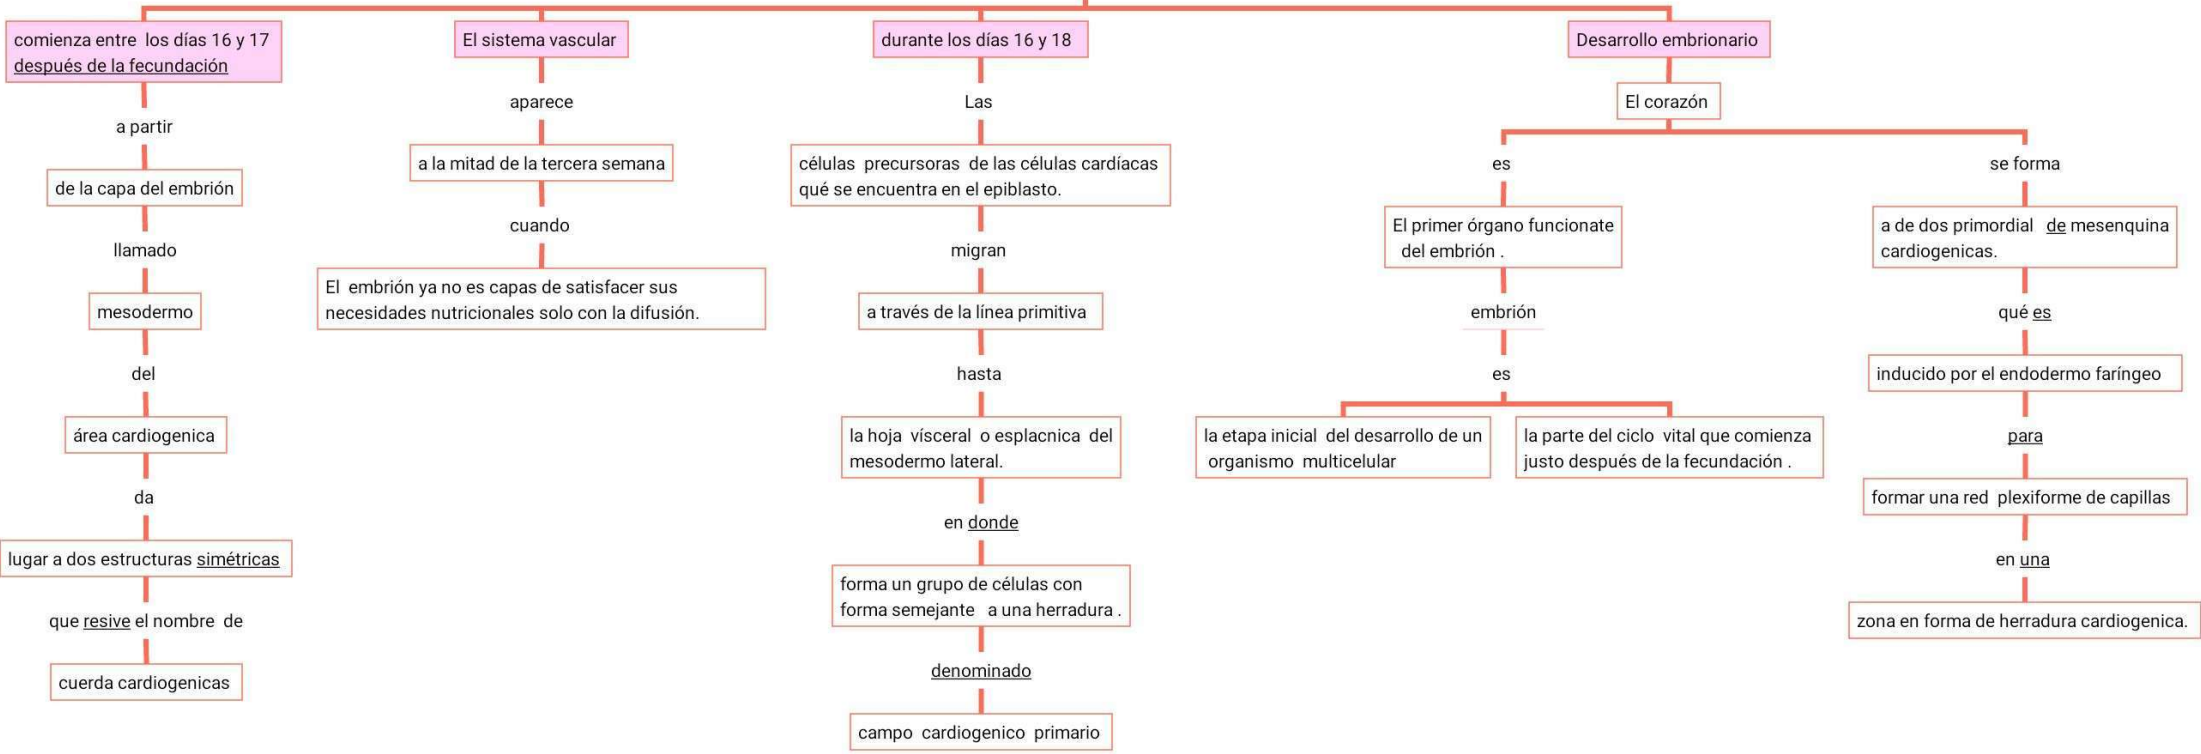 comienza entre los días 16 y 17
después de la fecundación
a partir
de la capa del embrión
llamado
mesodermo
del
área cardiogenica
da
lugar a dos estructuras simétricas
que resive el nombre de
cuerda cardiogenicas
El sistema vascular
aparece
a la mitad de la tercera semana
cuando
El embrión ya no es capas de satisfacer sus
necesidades nutricionales solo con la difusión.
durante los días 16 y 18
Las
células precursoras de las células cardíacas
qué se encuentra en el epiblasto.
migran
a través de la línea primitiva
hasta
la hoja vísceral o esplacnica del
mesodermo lateral.
en donde
forma un grupo de células con
forma semejante a una herradura .
denominado
campo cardiogenico primario
Desarrollo embrionario
El corazón
es
El primer órgano funcionate
del embrión .
embrión
es
la etapa inicial del desarrollo de un
organismo multicelular
la parte del ciclo vital que comienza
justo después de la fecundación .
se forma
a de dos primordial de mesenquina
cardiogenicas.
qué es
inducido por el endodermo faríngeo
para
formar una red plexiforme de capillas
en una
zona en forma de herradura cardiogenica.